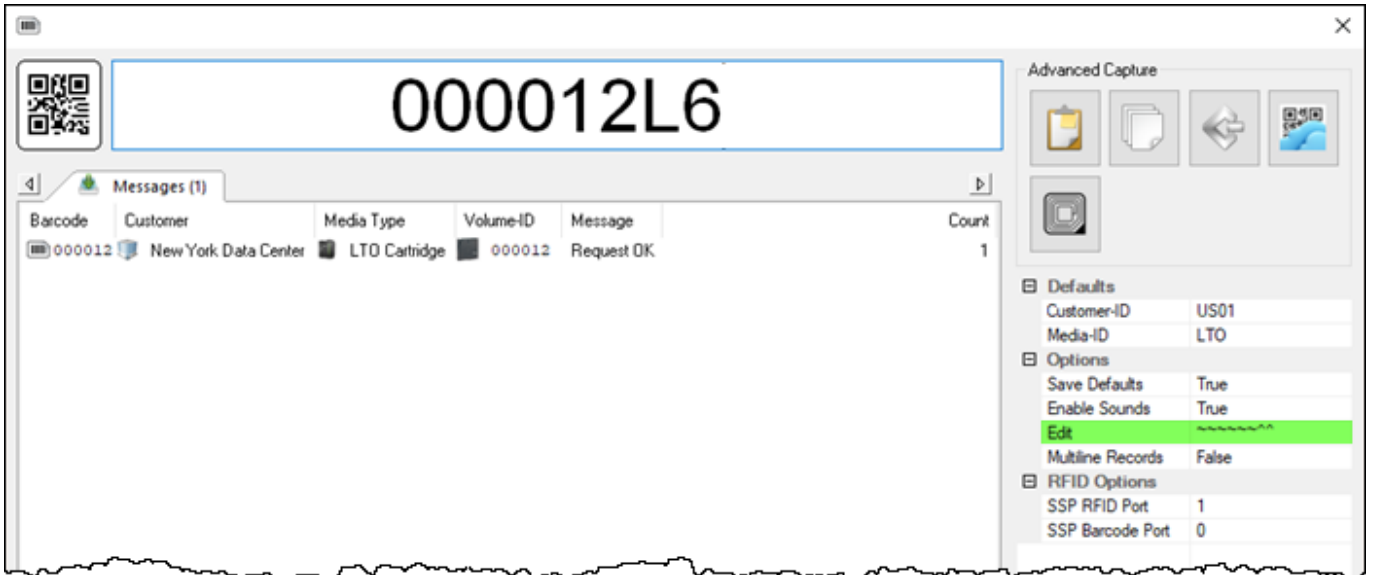 000012L6
Messages (1)
Barcode Customer Media Type Volume-ID Message Count
000012 New York Data Center LTO Cartridge 000012 Request OK 1
Advanced Capture
Defaults
Customer-ID US01
Media-ID LTO
Options
Save Defaults True
Enable Sounds True
Edit ~~~~~~^^
Multiline Records False
RFID Options
SSP RFID Port 1
SSP Barcode Port 0